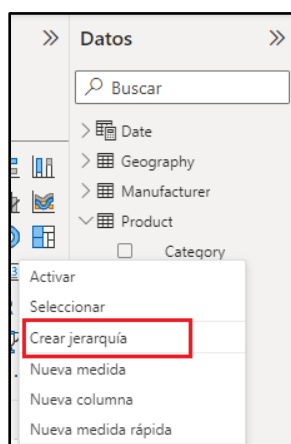 Datos
Buscar
Date
Geography
Manufacturer
Product
Category
Activar
Seleccionar
Crear jerarquía
Nueva medida
Nueva columna
Nueva medida rápida